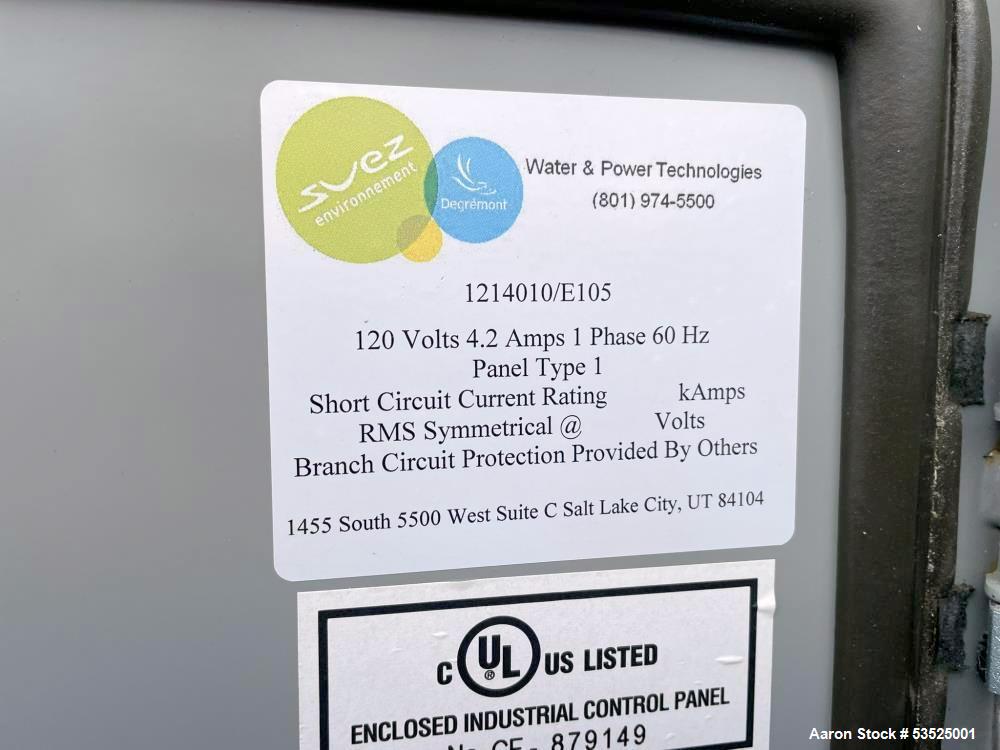 suez
environnement
Degrémont
Water & Power Technologies
(801) 974-5500
1214010/E105
120 Volts 4.2 Amps 1 Phase 60 Hz
Panel Type 1
Short Circuit Current Rating kAmps
RMS Symmetrical @ Volts
Branch Circuit Protection Provided By Others
1455 South 5500 West Suite C Salt Lake City, UT 84104
C UL ® US LISTED
ENCLOSED INDUSTRIAL CONTROL PANEL
No. CE- 879149
Aaron Stock # 53525001